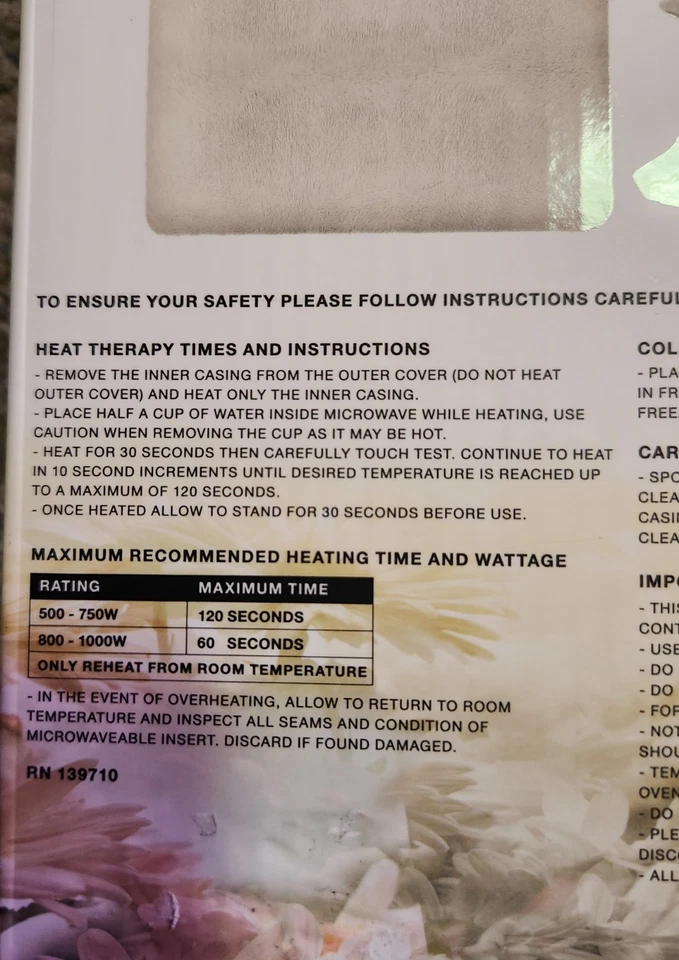 TO ENSURE YOUR SAFETY PLEASE FOLLOW INSTRUCTIONS
HEAT THERAPY TIMES AND INSTRUCTIONS
- REMOVE THE INNER CASING FROM THE OUTER COVER (DO NOT HEAT
OUTER COVER) AND HEAT ONLY THE INNER CASING.
- PLACE HALF A CUP OF WATER INSIDE MICROWAVE WHILE HEATING, USE
CAUTION WHEN REMOVING THE CUP AS IT MAY BE HOT.
- HEAT FOR 30 SECONDS THEN CAREFULLY TOUCH TEST. CONTINUE TO HEAT
IN 10 SECOND INCREMENTS UNTIL DESIRED TEMPERATURE IS REACHED UP
TO A MAXIMUM OF 120 SECONDS.
- ONCE HEATED ALLOW TO STAND FOR 30 SECONDS BEFORE USE.
MAXIMUM RECOMMENDED HEATING TIME AND WATTAGE
RATING MAXIMUM TIME
500 - 750W 120 SECONDS
800 - 1000W 60 SECONDS
ONLY REHEAT FROM ROOM TEMPERATURE
- IN THE EVENT OF OVERHEATING, ALLOW TO RETURN TO ROOM
TEMPERATURE AND INSPECT ALL SEAMS AND CONDITION OF
MICROWAVEABLE INSERT. DISCARD IF FOUND DAMAGED.
RN 139710
COL
- PLA
IN FR
FREE
CAR
- SPO
CLEA
CASIN
CLEA
IMPO
- THIS
CONT
- USE
- DO
- DO
- FOR
- NOT
SHOU
- TEM
OVEN
- DO
- PLE
DISC
- ALL